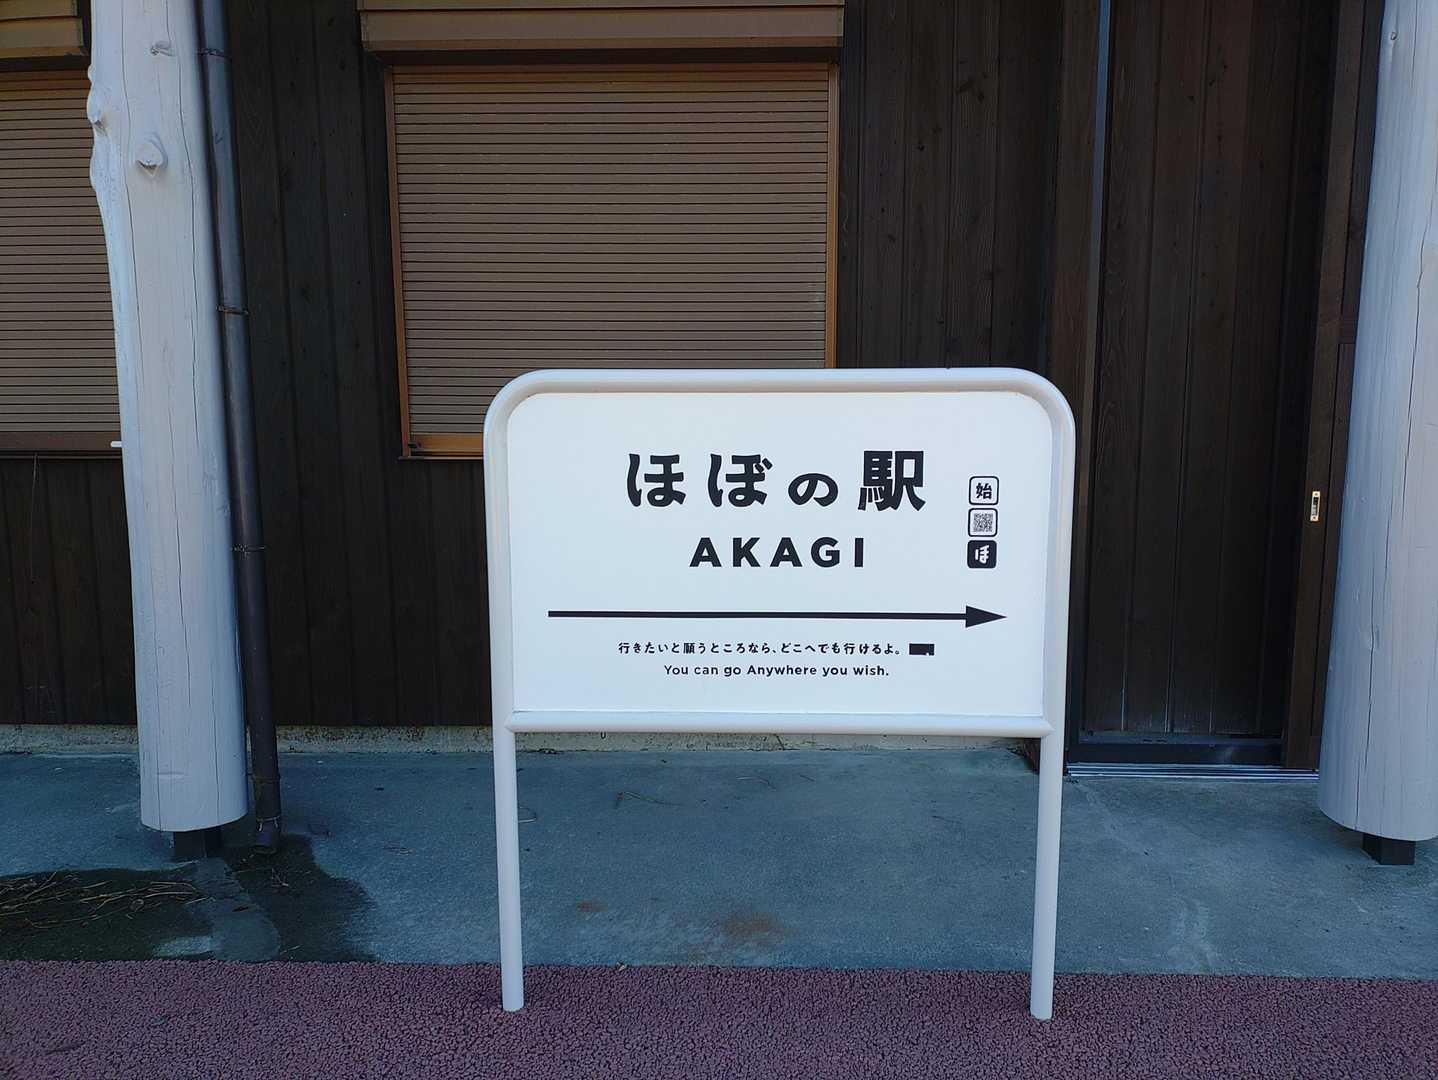 ほぼの駅
AKAGI
始
ほ
行きたいと願うところなら、どこへでも行けるよ。
You can go Anywhere you wish.